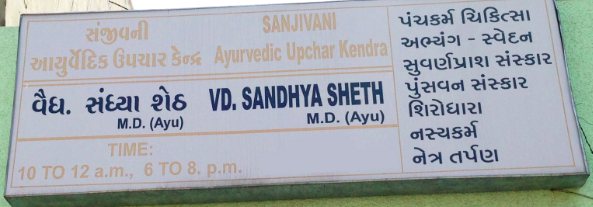 સંજીવની
આયુર્વેદિક ઉપચાર કેન્દ્ર
SANJIVANI
Ayurvedic Upchar Kendra
વૈધ. સંધ્યા શેઠ
M.D. (Ayu)
VD. SANDHYA SHETH
M.D. (Ayu)
TIME:
10 TO 12 a.m., 6 TO 8. p.m.
પંચકર્મ ચિકિત્સા
અભ્યંગ - સ્વેદન
સુવર્ણપ્રાશ સંસ્કાર
પુંસવન સંસ્કાર
શિરોધારા
નસ્યકર્મ
નેત્ર તર્પણ